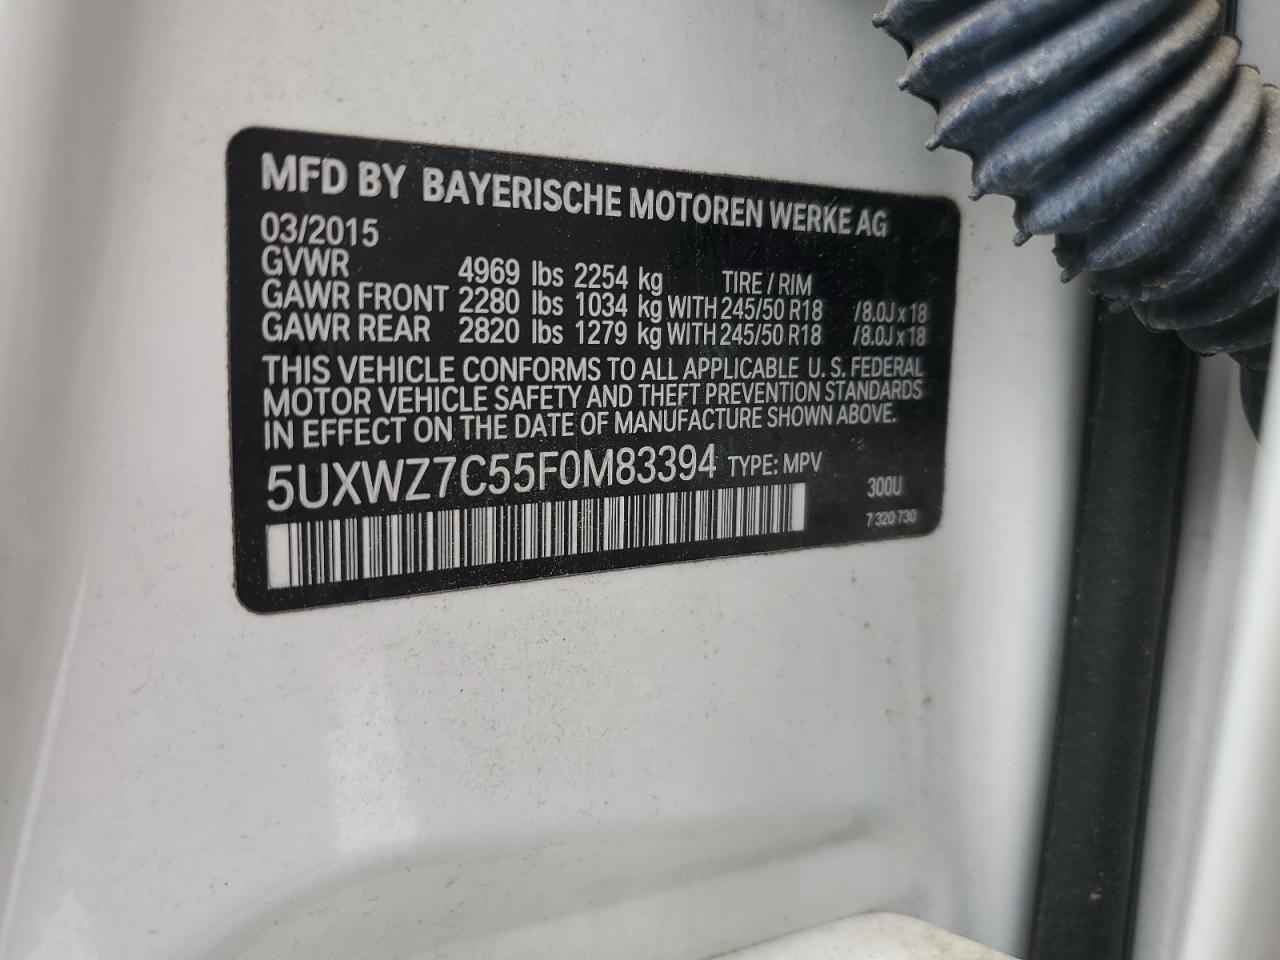 MFD BY BAYERISCHE MOTOREN WERKE AG
03/2015
GVWR 4969 lbs 2254 kg TIRE / RIM
GAWR FRONT 2280 lbs 1034 kg WITH 245/50 R18 /8.0J x 18
GAWR REAR 2820 lbs 1279 kg WITH 245/50 R18 /8.0J x 18
THIS VEHICLE CONFORMS TO ALL APPLICABLE U. S. FEDERAL
MOTOR VEHICLE SAFETY AND THEFT PREVENTION STANDARDS
IN EFFECT ON THE DATE OF MANUFACTURE SHOWN ABOVE.
5UXWZ7C55F0M83394 TYPE: MPV
300U
7 320 730